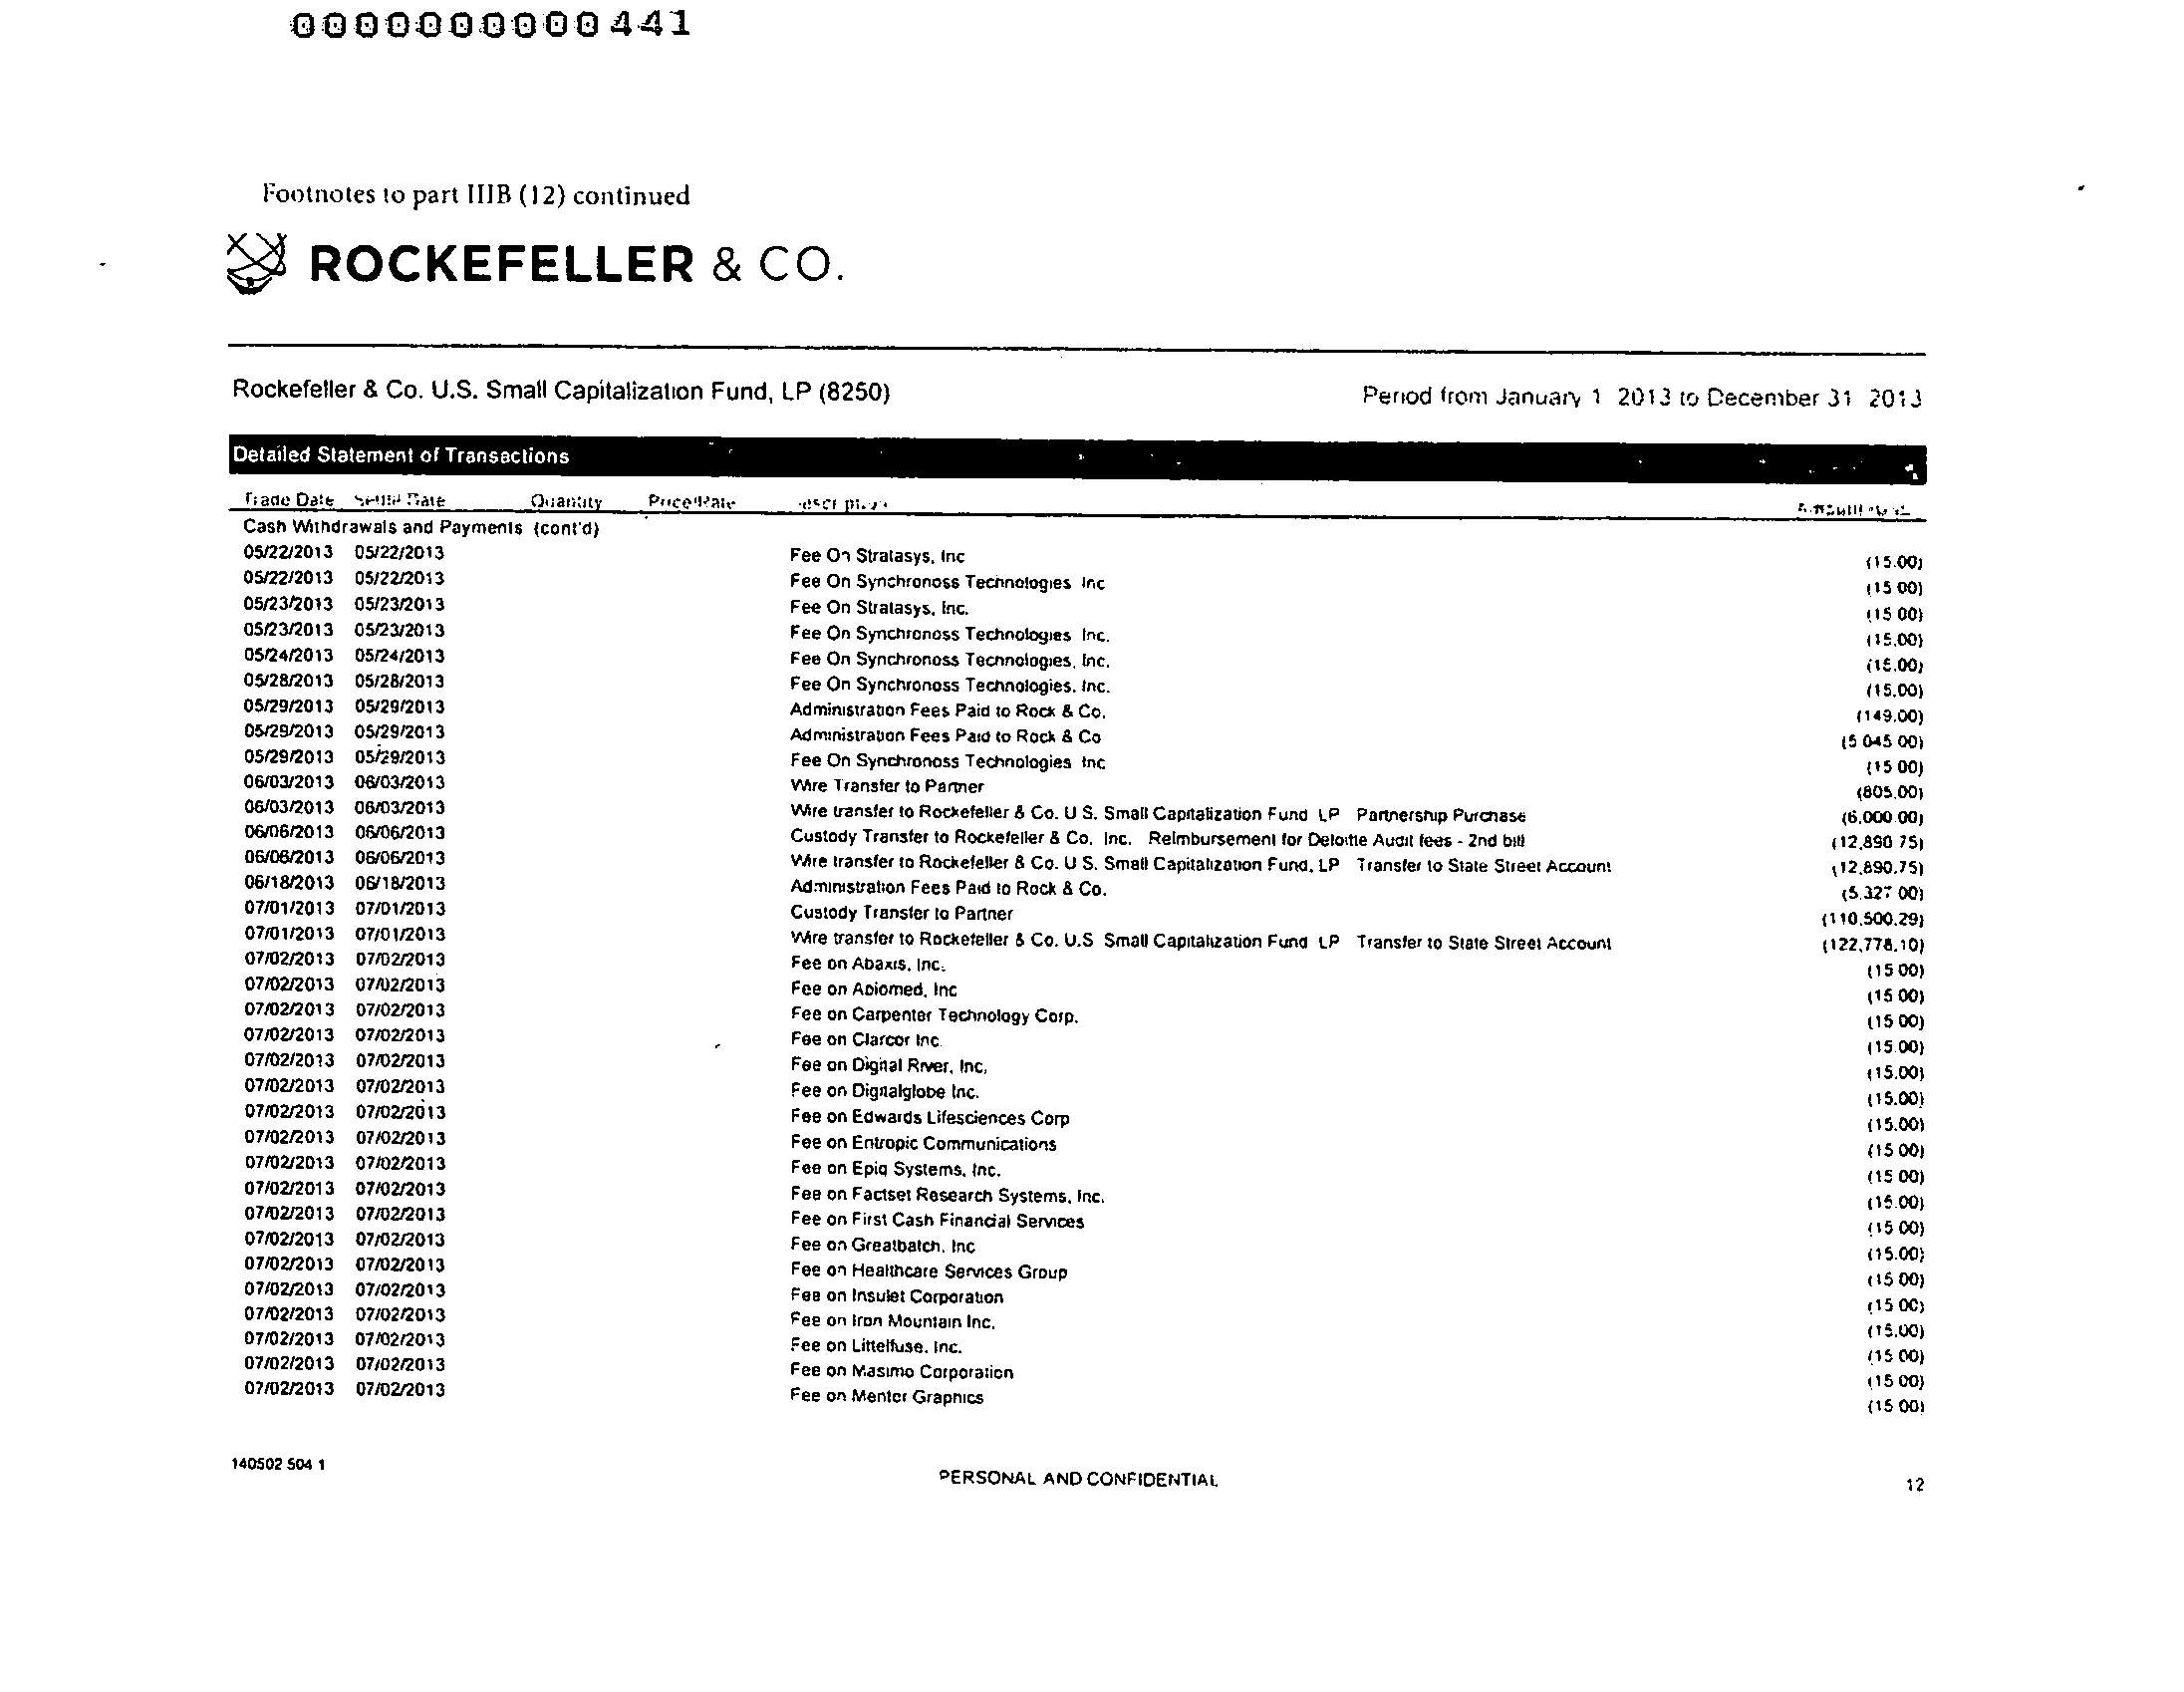 0000000000441
Footnotes to part IIIB (12) continued
ROCKEFELLER & CO.
Rockefeller & Co. U.S. Small Capitalization Fund, LP (8250) Period from January 1 2013 to December 31 2013
Detailed Statement of Transactions
Trade Date Settle Date Quantity Price/Rate
Cash Withdrawals and Payments (cont'd)
05/22/2013 05/22/2013 Fee On Stratasys, Inc (15.00)
05/22/2013 05/22/2013 Fee On Synchronoss Technologies Inc (15 00)
05/23/2013 05/23/2013 Fee On Stratasys, Inc. (15 00)
05/23/2013 05/23/2013 Fee On Synchronoss Technologies Inc. (15.00)
05/24/2013 05/24/2013 Fee On Synchronoss Technologies, Inc. (15.00)
05/28/2013 05/28/2013 Fee On Synchronoss Technologies, Inc. (15.00)
05/29/2013 05/29/2013 Administration Fees Paid to Rock & Co. (149.00)
05/29/2013 05/29/2013 Administration Fees Paid to Rock & Co (5 045 00)
05/29/2013 05/29/2013 Fee On Synchronoss Technologies Inc (15 00)
06/03/2013 06/03/2013 Wire Transfer to Partner (805.00)
06/03/2013 06/03/2013 Wire transfer to Rockefeller & Co. U S. Small Capitalization Fund LP Partnership Purchase (6,000 00)
06/06/2013 06/06/2013 Custody Transfer to Rockefeller & Co. Inc. Reimbursement for Deloitte Audit fees - 2nd bill (12,890 75)
06/06/2013 06/06/2013 Wire transfer to Rockefeller & Co. U S. Small Capitalization Fund, LP Transfer to State Street Account (12,890.75)
06/18/2013 06/18/2013 Administration Fees Paid to Rock & Co. (5,327 00)
07/01/2013 07/01/2013 Custody Transfer to Partner (110,500.29)
07/01/2013 07/01/2013 Wire transfer to Rockefeller & Co. U.S Small Capitalization Fund LP Transfer to State Street Account (122,778.10)
07/02/2013 07/02/2013 Fee on Abaxis, Inc. (15 00)
07/02/2013 07/02/2013 Fee on Abiomed, Inc (15 00)
07/02/2013 07/02/2013 Fee on Carpenter Technology Corp. (15 00)
07/02/2013 07/02/2013 Fee on Clarcor Inc. (15.00)
07/02/2013 07/02/2013 Fee on Digital River, Inc. (15.00)
07/02/2013 07/02/2013 Fee on Digitalglobe Inc. (15.00)
07/02/2013 07/02/2013 Fee on Edwards Lifesciences Corp (15.00)
07/02/2013 07/02/2013 Fee on Entropic Communications (15 00)
07/02/2013 07/02/2013 Fee on Epiq Systems, Inc. (15 00)
07/02/2013 07/02/2013 Fee on Factset Research Systems, Inc. (15.00)
07/02/2013 07/02/2013 Fee on First Cash Financial Services (15 00)
07/02/2013 07/02/2013 Fee on Greatbatch, Inc (15.00)
07/02/2013 07/02/2013 Fee on Healthcare Services Group (15 00)
07/02/2013 07/02/2013 Fee on Insulet Corporation (15 00)
07/02/2013 07/02/2013 Fee on Iron Mountain Inc. (15.00)
07/02/2013 07/02/2013 Fee on Littelfuse, Inc. (15 00)
07/02/2013 07/02/2013 Fee on Masimo Corporation (15 00)
07/02/2013 07/02/2013 Fee on Mentor Graphics (15 00)
140502 504 1 PERSONAL AND CONFIDENTIAL 12